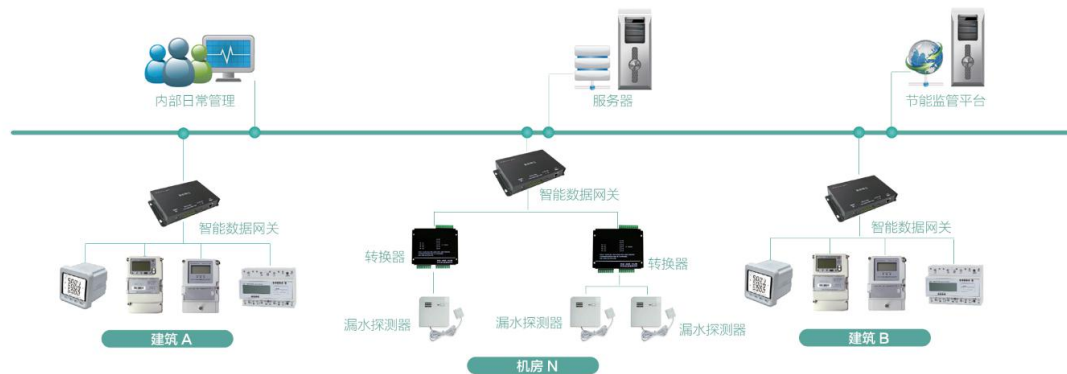 内部日常管理
服务器
节能监管平台
智能数据网关
智能数据网关
智能数据网关
转换器
转换器
漏水探测器
漏水探测器
漏水探测器
建筑 A
机房 N
建筑 B